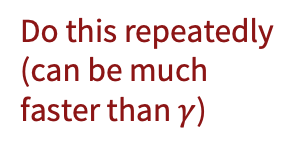 Do this repeatedly
(can be much
faster than γ)